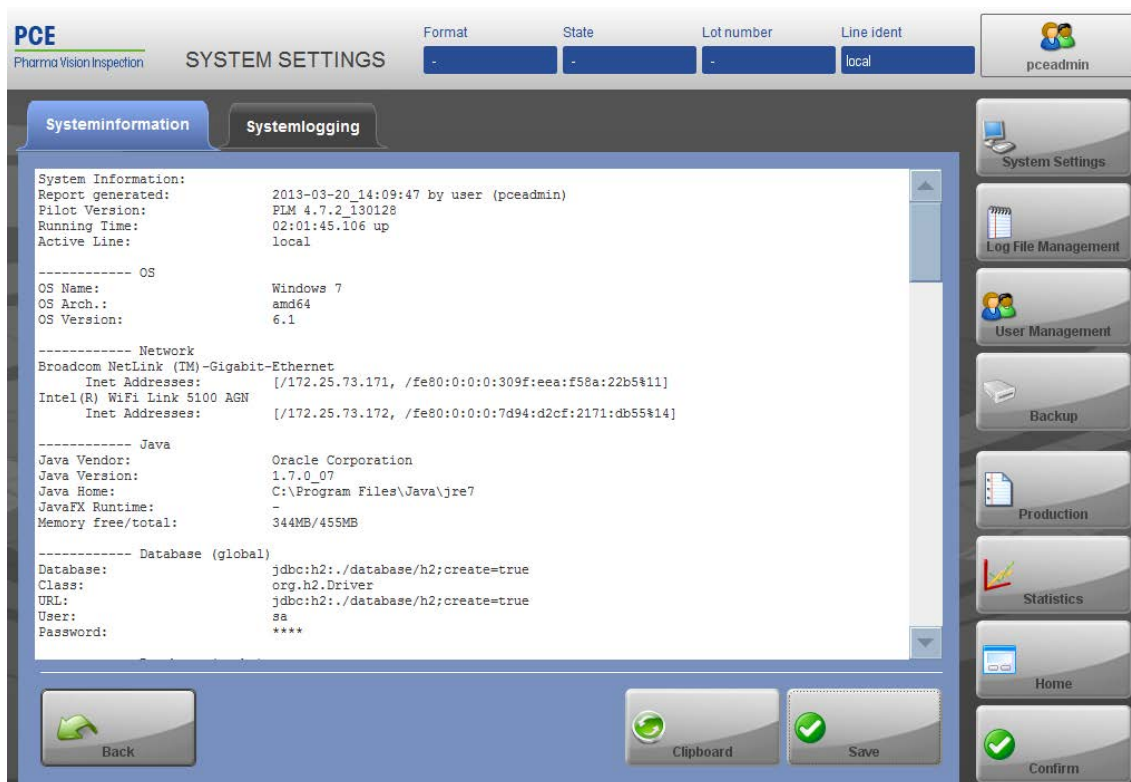 PCE
Pharma Vision Inspection
SYSTEM SETTINGS
Format
-
State
-
Lot number
-
Line ident
local
pceadmin
Systeminformation
Systemlogging
System Information:
Report generated: 2013-03-20_14:09:47 by user (pceadmin)
Pilot Version: PLM 4.7.2_130128
Running Time: 02:01:45.106 up
Active Line: local
------------ OS
OS Name: Windows 7
OS Arch.: amd64
OS Version: 6.1
------------ Network
Broadcom NetLink (TM)-Gigabit-Ethernet
Inet Addresses: [/172.25.73.171, /fe80:0:0:0:309f:eea:f58a:22b5%11]
Intel(R) WiFi Link 5100 AGN
Inet Addresses: [/172.25.73.172, /fe80:0:0:0:7d94:d2cf:2171:db55%14]
------------ Java
Java Vendor: Oracle Corporation
Java Version: 1.7.0_07
Java Home: C:\Program Files\Java\jre7
JavaFX Runtime: -
Memory free/total: 344MB/455MB
------------ Database (global)
Database: jdbc:h2:./database/h2;create=true
Class: org.h2.Driver
URL: jdbc:h2:./database/h2;create=true
User: sa
Password: ****
Back
Clipboard
Save
System Settings
Log File Management
User Management
Backup
Production
Statistics
Home
Confirm